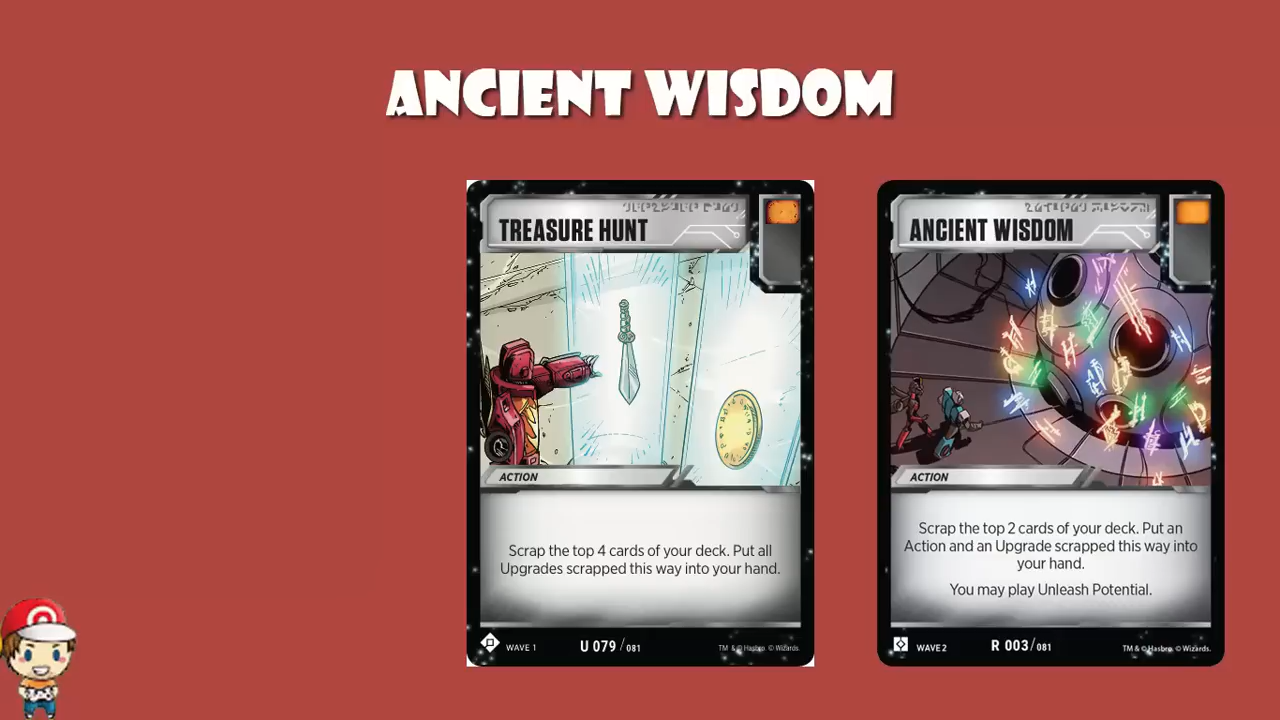 ANCIENT WISDOM
TREASURE HUNT
ACTION
Scrap the top 4 cards of your deck. Put all
Upgrades scrapped this way into your hand.
WAVE 1 U 079/081 TM & © Hasbro. © Wizards.
ANCIENT WISDOM
ACTION
Scrap the top 2 cards of your deck. Put an
Action and an Upgrade scrapped this way into
your hand.
You may play Unleash Potential.
WAVE 2 R 003/081 TM & © Hasbro. © Wizards.